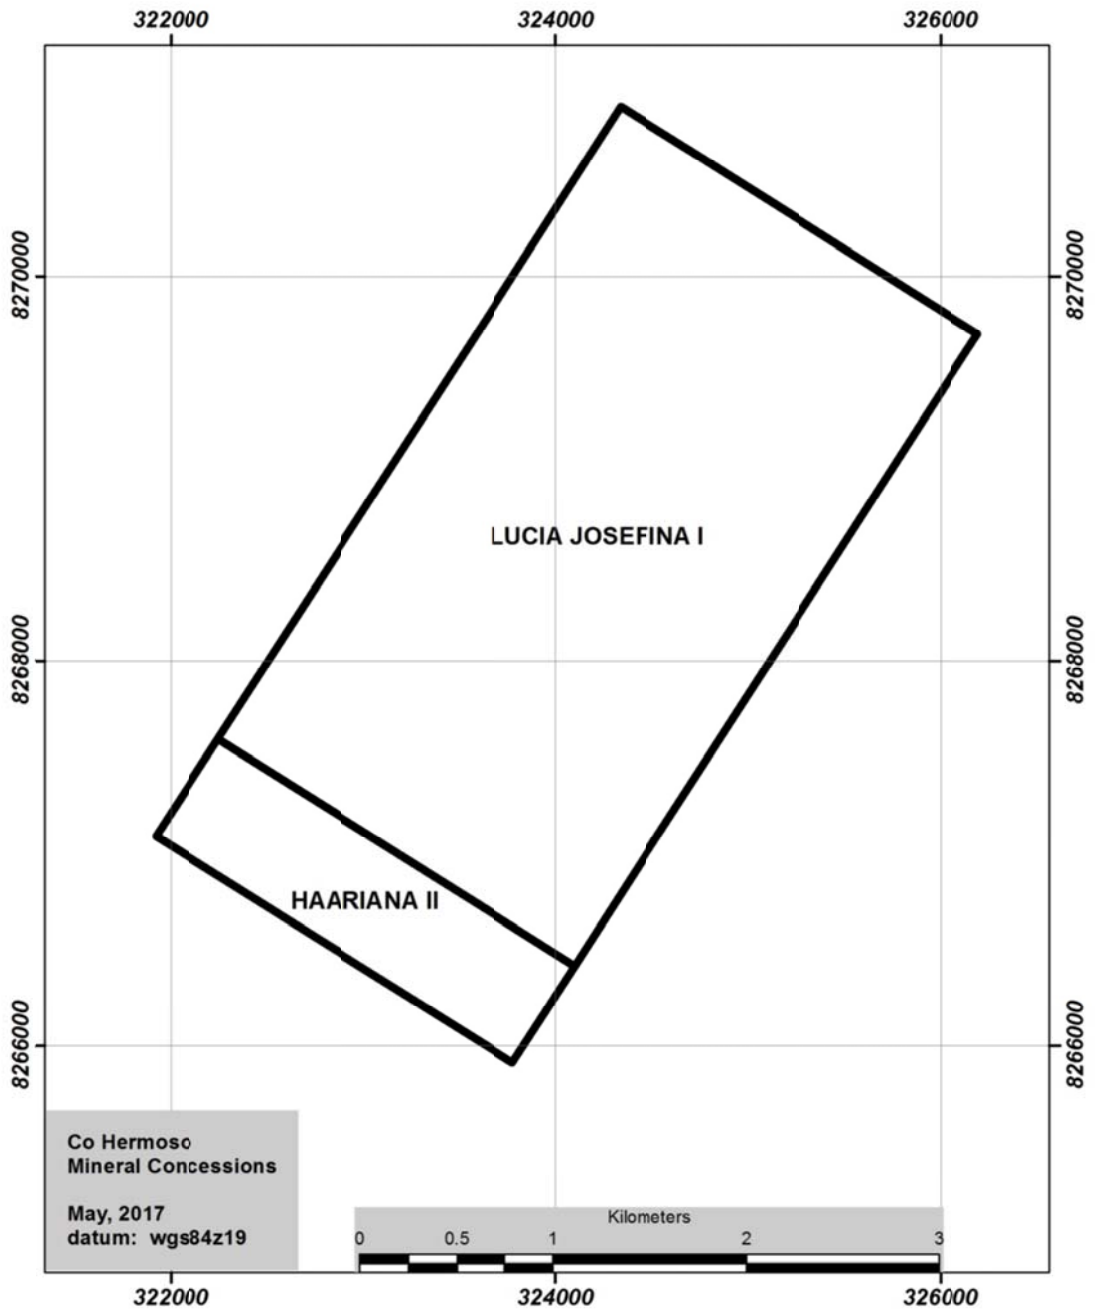 322000 324000 326000
8270000 8270000
LUCIA JOSEFINA I
8268000 8268000
HAARIANA II
8266000 8266000
Co Hermoso
Mineral Concessions
May, 2017
datum: wgs84z19
Kilometers
0 0.5 1 2 3
322000 324000 326000